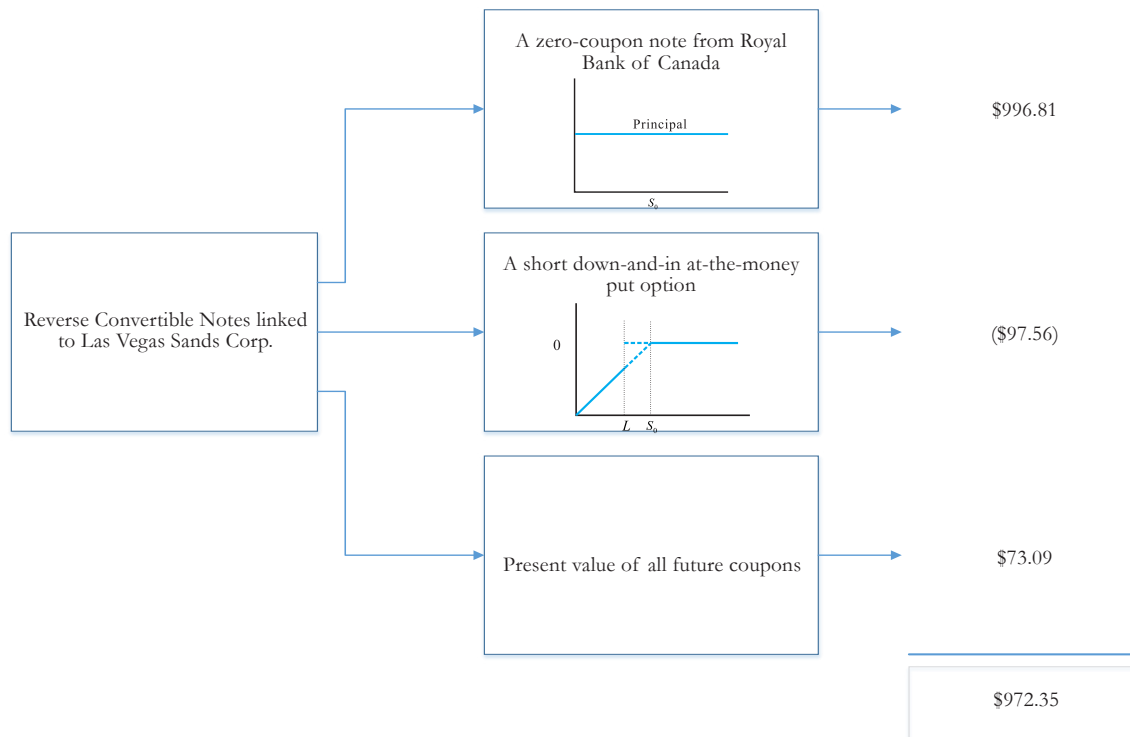 A zero-coupon note from Royal
Bank of Canada
Principal
S₀
$996.81
Reverse Convertible Notes linked
to Las Vegas Sands Corp.
A short down-and-in at-the-money
put option
0
L S₀
($97.56)
Present value of all future coupons
$73.09
$972.35